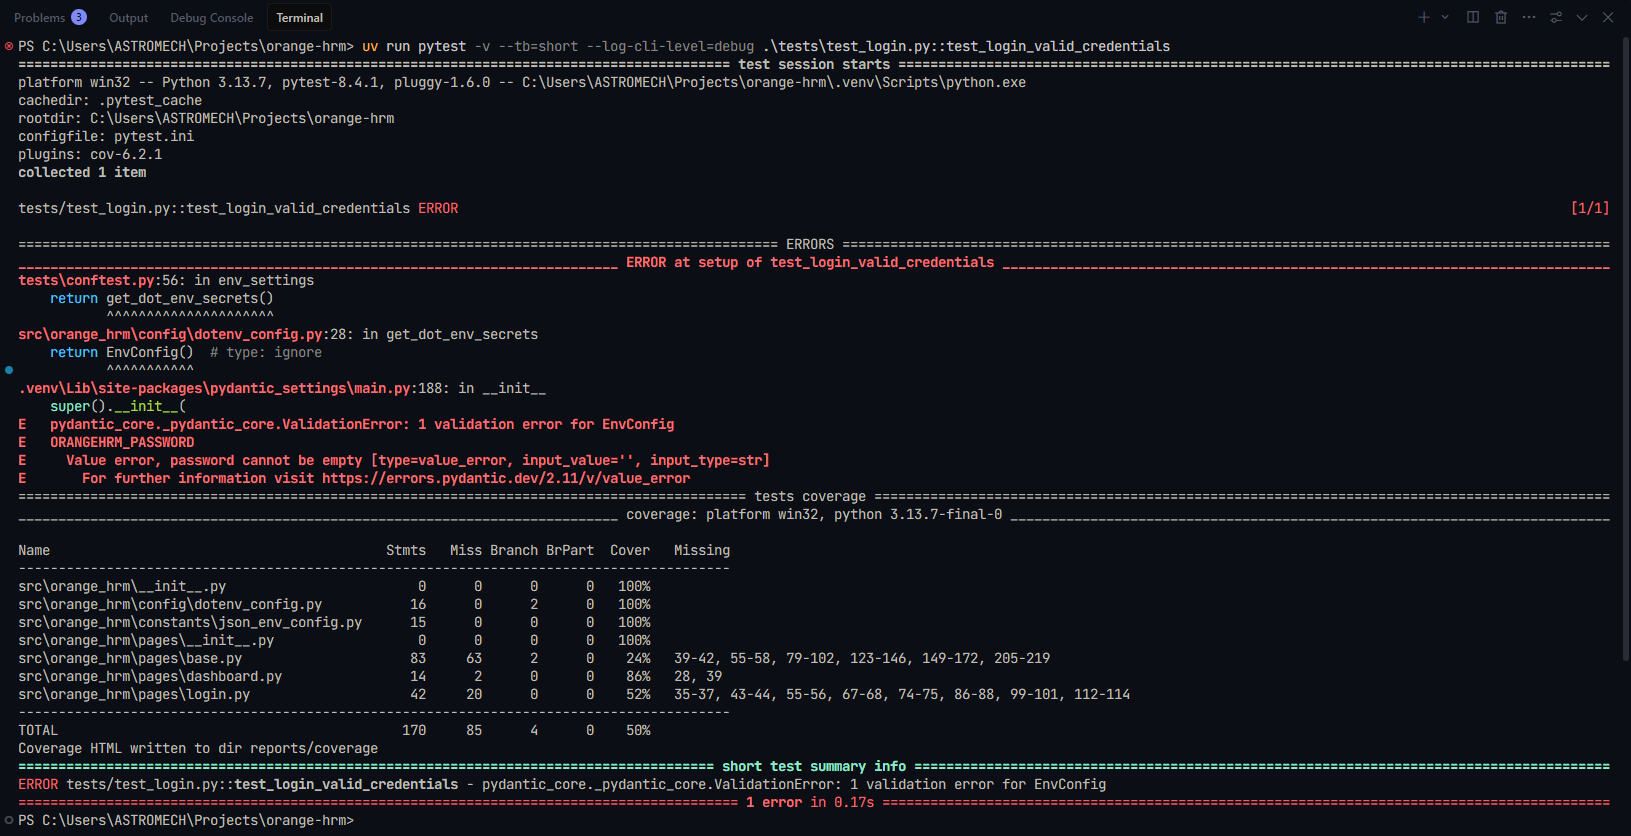 Problems 3 Output Debug Console Terminal
PS C:\Users\ASTROMECH\Projects\orange-hrm> uv run pytest -v --tb=short --log-cli-level=debug .\tests\test_login.py::test_login_valid_credentials
========================================================================================= test session starts =========================================================================================
platform win32 -- Python 3.13.7, pytest-8.4.1, pluggy-1.6.0 -- C:\Users\ASTROMECH\Projects\orange-hrm\.venv\Scripts\python.exe
cachedir: .pytest_cache
rootdir: C:\Users\ASTROMECH\Projects\orange-hrm
configfile: pytest.ini
plugins: cov-6.2.1
collected 1 item
tests/test_login.py::test_login_valid_credentials ERROR [1/1]
=============================================================================================== ERRORS ================================================================================================
___________________________________________________________________________ ERROR at setup of test_login_valid_credentials ____________________________________________________________________________
tests\conftest.py:56: in env_settings
    return get_dot_env_secrets()
           ^^^^^^^^^^^^^^^^^^^^^
src\orange_hrm\config\dotenv_config.py:28: in get_dot_env_secrets
    return EnvConfig()  # type: ignore
           ^^^^^^^^^^^
.venv\Lib\site-packages\pydantic_settings\main.py:188: in __init__
    super().__init__(
E   pydantic_core._pydantic_core.ValidationError: 1 validation error for EnvConfig
E   ORANGEHRM_PASSWORD
E     Value error, password cannot be empty [type=value_error, input_value='', input_type=str]
E       For further information visit https://errors.pydantic.dev/2.11/v/value_error
=========================================================================================== tests coverage ============================================================================================
___________________________________________________________________________ coverage: platform win32, python 3.13.7-final-0 ___________________________________________________________________________
Name                                          Stmts   Miss Branch BrPart  Cover   Missing
-----------------------------------------------------------------------------------------
src\orange_hrm\__init__.py                        0      0      0      0   100%
src\orange_hrm\config\dotenv_config.py           16      0      2      0   100%
src\orange_hrm\constants\json_env_config.py      15      0      0      0   100%
src\orange_hrm\pages\__init__.py                  0      0      0      0   100%
src\orange_hrm\pages\base.py                     83     63      2      0    24%   39-42, 55-58, 79-102, 123-146, 149-172, 205-219
src\orange_hrm\pages\dashboard.py                14      2      0      0    86%   28, 39
src\orange_hrm\pages\login.py                    42     20      0      0    52%   35-37, 43-44, 55-56, 67-68, 74-75, 86-88, 99-101, 112-114
-----------------------------------------------------------------------------------------
TOTAL                                           170     85      4      0    50%
Coverage HTML written to dir reports/coverage
======================================================================================= short test summary info =======================================================================================
ERROR tests/test_login.py::test_login_valid_credentials - pydantic_core._pydantic_core.ValidationError: 1 validation error for EnvConfig
========================================================================================== 1 error in 0.17s ===========================================================================================
PS C:\Users\ASTROMECH\Projects\orange-hrm>